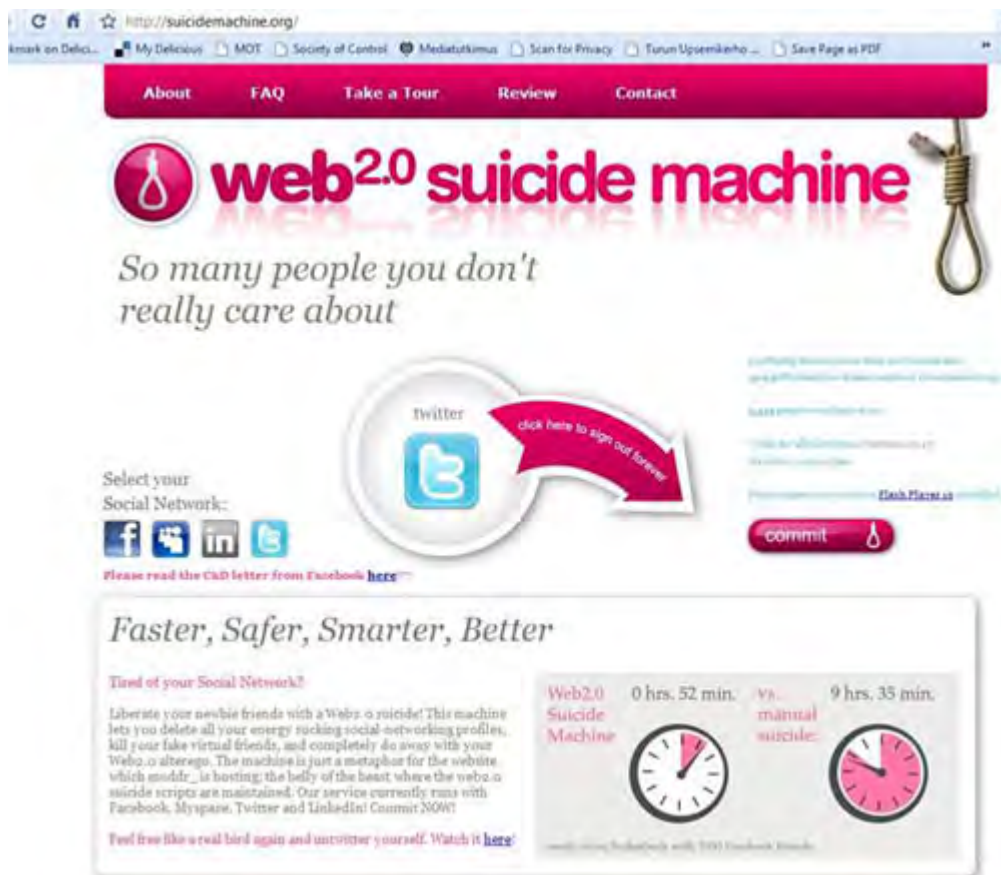 http://suicidemachine.org/
My Delicious MOT Society of Control Mediatutkimus Scan for Privacy Save Page as PDF
About FAQ Take a Tour Review Contact
web2.0 suicide machine
So many people you don't
really care about
twitter
click here to sign out forever
Select your
Social Network:
f in t
Flash Player 10
commit
Please read the C&D letter from Facebook here
Faster, Safer, Smarter, Better
Tired of your Social Network?
Liberate your newbie friends with a Web2.0 suicide! This machine
lets you delete all your energy sucking social-networking profiles,
kill your fake virtual friends, and completely do away with your
Web2.0 alterego. The machine is just a metaphor for the website
which moddr_ is hosting; the belly of the beast where the web2.0
suicide scripts are maintained. Our service currently runs with
Facebook, Myspace, Twitter and LinkedIn! Commit NOW!
Feel free like a real bird again and untwitter yourself. Watch it here!
Web2.0 Suicide Machine
0 hrs. 52 min.
vs. manual suicide:
9 hrs. 35 min.